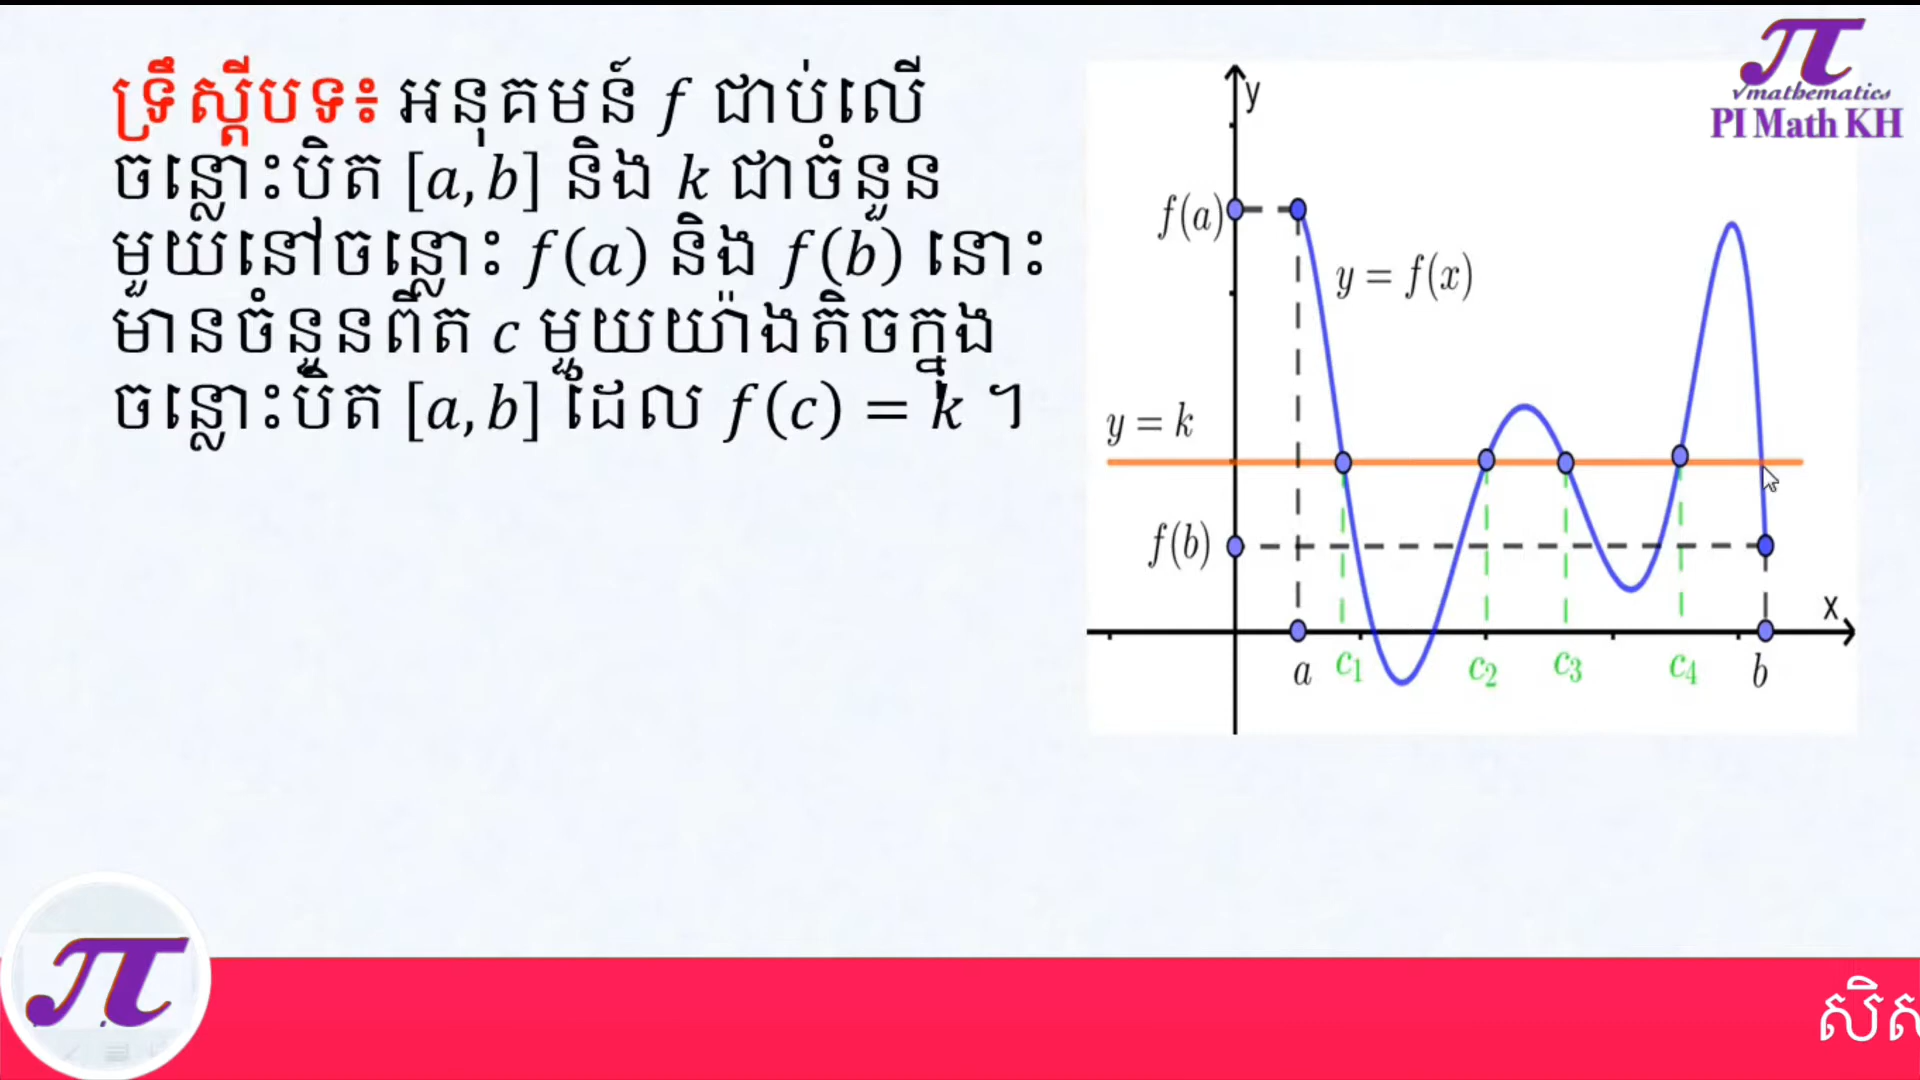 ទ្រឹស្តីបទ៖ អនុគមន៍ f ជាប់លើ
ចន្លោះបិត [a, b] និង k ជាចំនួន
មួយនៅចន្លោះ f(a) និង f(b) នោះ
មានចំនួនពិត c មួយយ៉ាងតិចក្នុង
ចន្លោះបិត [a, b] ដែល f(c) = k ។
π
√mathematics
PI Math KH
y
f(a)
y = f(x)
y = k
f(b)
x
a
c₁
c₂
c₃
c₄
b
π